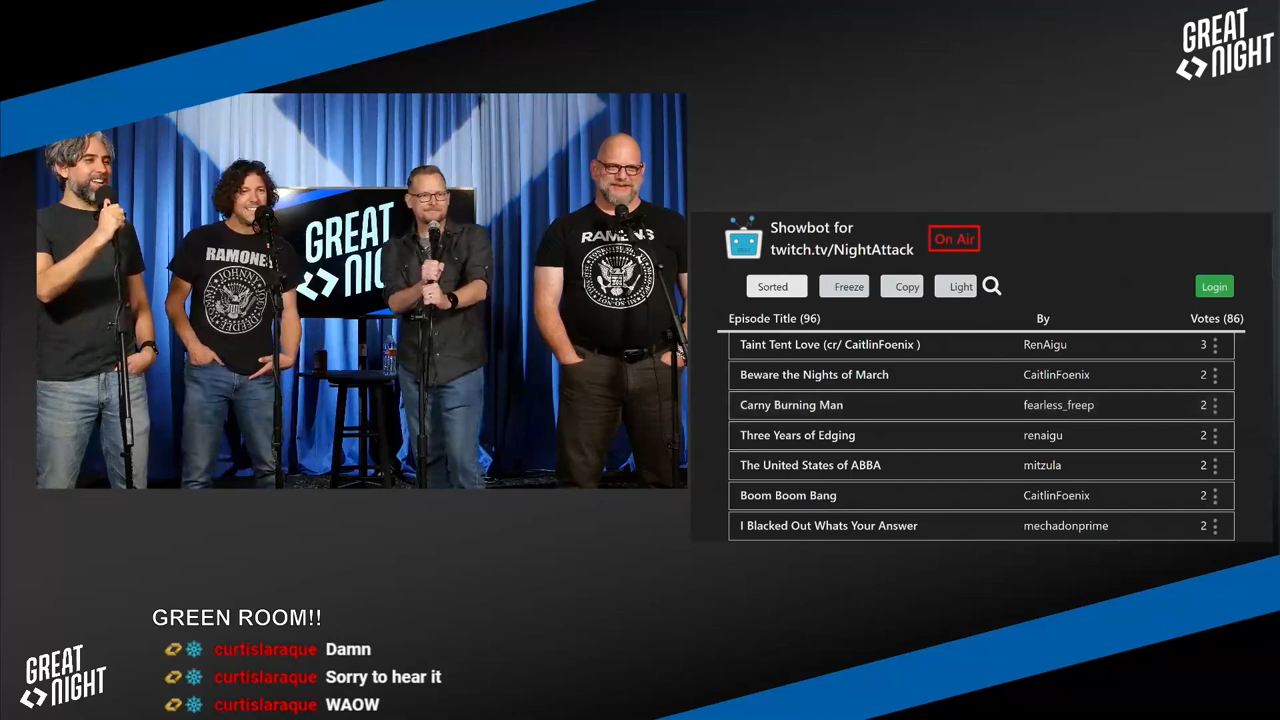 GREAT
NIGHT
RAMONES
JOHNNY
GREAT
NI
RAMENS
Showbot for
twitch.tv/NightAttack
On Air
Sorted
Freeze
Copy
Light
Login
Episode Title (96)
By
Votes (86)
Taint Tent Love (cr/ CaitlinFoenix )
RenAigu
3
Beware the Nights of March
CaitlinFoenix
2
Carny Burning Man
fearless_freep
2
Three Years of Edging
renaigu
2
The United States of ABBA
mitzula
2
Boom Boom Bang
CaitlinFoenix
2
I Blacked Out Whats Your Answer
mechadonprime
2
GREEN ROOM!!
curtislaraque Damn
curtislaraque Sorry to hear it
curtislaraque WAOW
GREAT
NIGHT